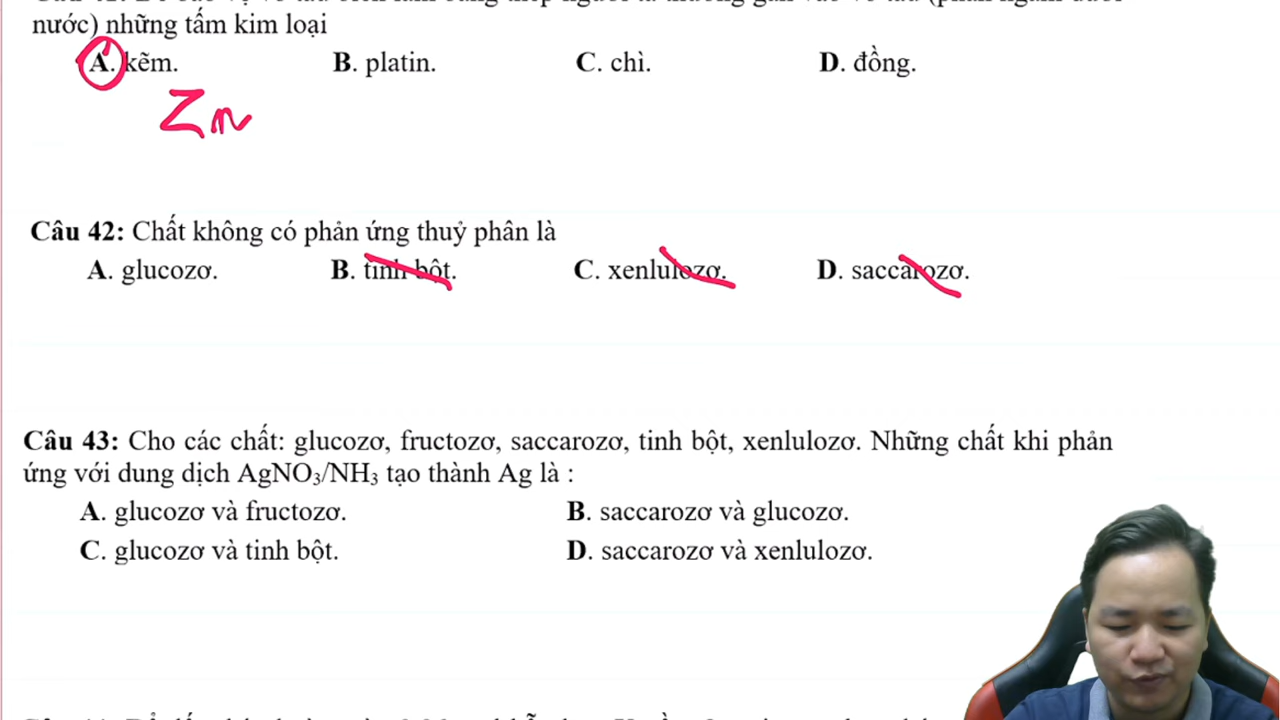 nước) những tấm kim loại
A. kẽm. B. platin. C. chì. D. đồng.
Zn
Câu 42: Chất không có phản ứng thuỷ phân là
A. glucozơ. B. tinh bột. C. xenlulozơ. D. saccarozơ.
Câu 43: Cho các chất: glucozơ, fructozơ, saccarozơ, tinh bột, xenlulozơ. Những chất khi phản
ứng với dung dịch AgNO₃/NH₃ tạo thành Ag là :
A. glucozơ và fructozơ. B. saccarozơ và glucozơ.
C. glucozơ và tinh bột. D. saccarozơ và xenlulozơ.